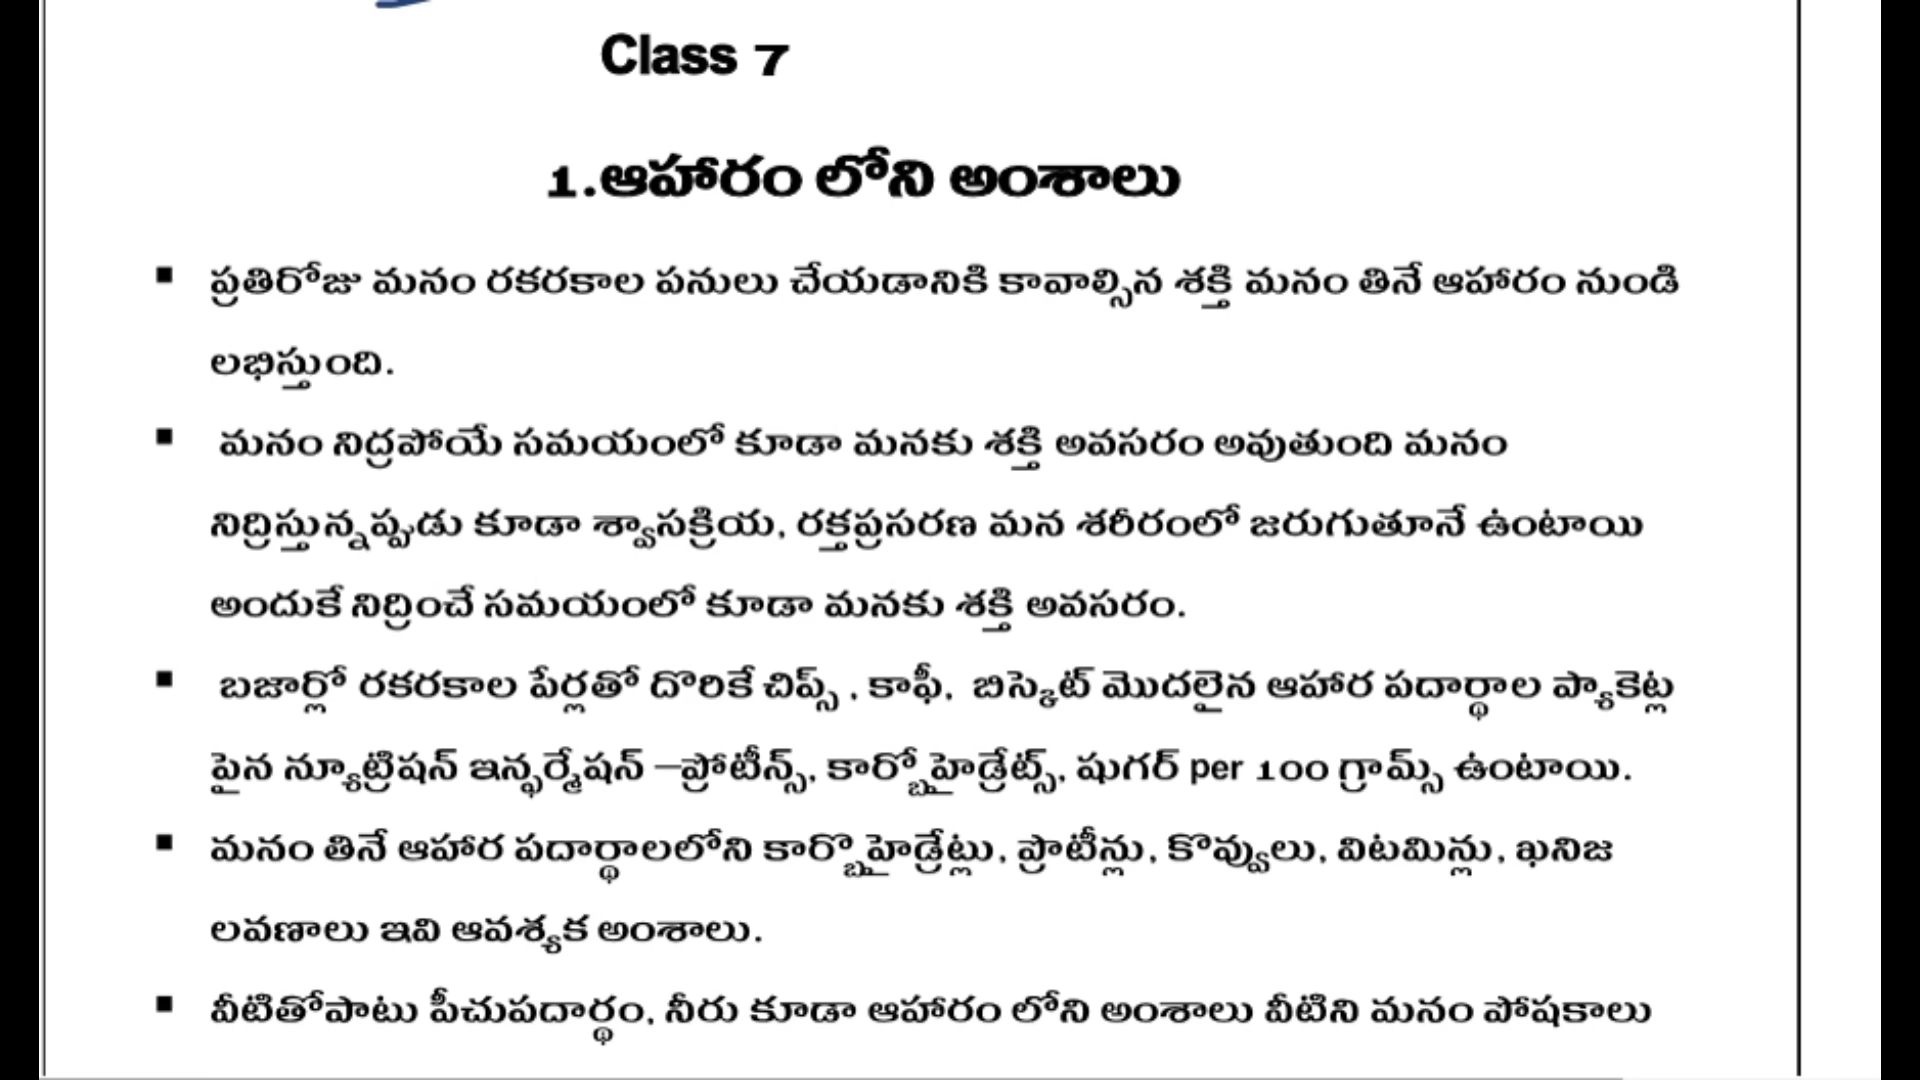 Class 7
1.ఆహారం లోని అంశాలు
▪ ప్రతిరోజు మనం రకరకాల పనులు చేయడానికి కావాల్సిన శక్తి మనం తినే ఆహారం నుండి
లభిస్తుంది.
▪ మనం నిద్రపోయే సమయంలో కూడా మనకు శక్తి అవసరం అవుతుంది మనం
నిద్రిస్తున్నప్పుడు కూడా శ్వాసక్రియ, రక్తప్రసరణ మన శరీరంలో జరుగుతూనే ఉంటాయి
అందుకే నిద్రించే సమయంలో కూడా మనకు శక్తి అవసరం.
▪ బజార్లో రకరకాల పేర్లతో దొరికే చిప్స్ , కాఫీ, బిస్కెట్ మొదలైన ఆహార పదార్థాల ప్యాకెట్ల
పైన న్యూట్రిషన్ ఇన్ఫర్మేషన్ –ప్రోటీన్స్, కార్బోహైడ్రేట్స్, షుగర్ per 100 గ్రామ్స్ ఉంటాయి.
▪ మనం తినే ఆహార పదార్థాలలోని కార్బొహైడ్రేట్లు, ప్రొటీన్లు, కొవ్వులు, విటమిన్లు, ఖనిజ
లవణాలు ఇవి ఆవశ్యక అంశాలు.
▪ వీటితోపాటు పీచుపదార్థం, నీరు కూడా ఆహారం లోని అంశాలు వీటిని మనం పోషకాలు